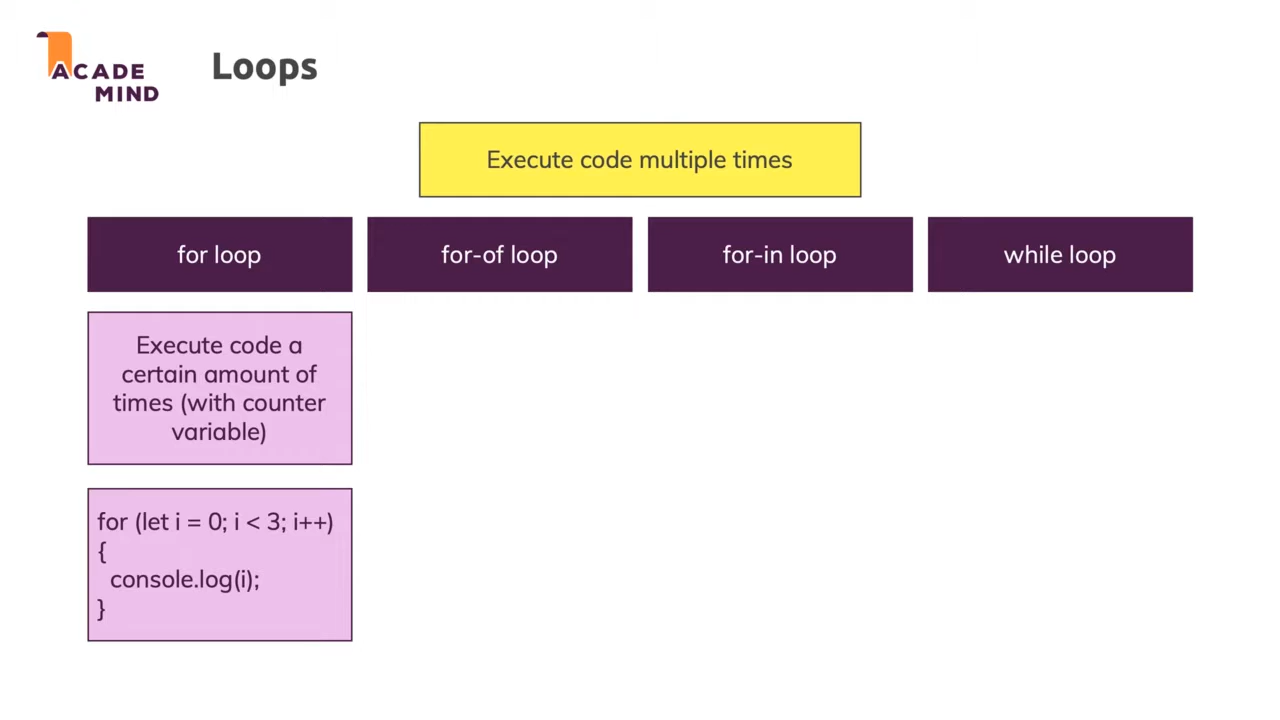 ACADE
MIND
Loops
Execute code multiple times
for loop
for-of loop
for-in loop
while loop
Execute code a
certain amount of
times (with counter
variable)
for (let i = 0; i < 3; i++)
{
  console.log(i);
}